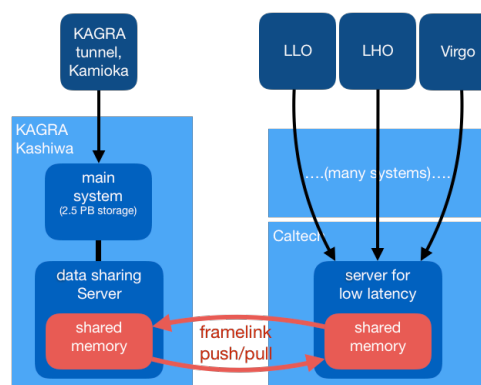 KAGRA
tunnel,
Kamioka
LLO
LHO
Virgo
KAGRA
Kashiwa
main
system
(2.5 PB storage)
....(many systems)....
Caltech
data sharing
Server
server for
low latency
shared
memory
framelink
push/pull
shared
memory